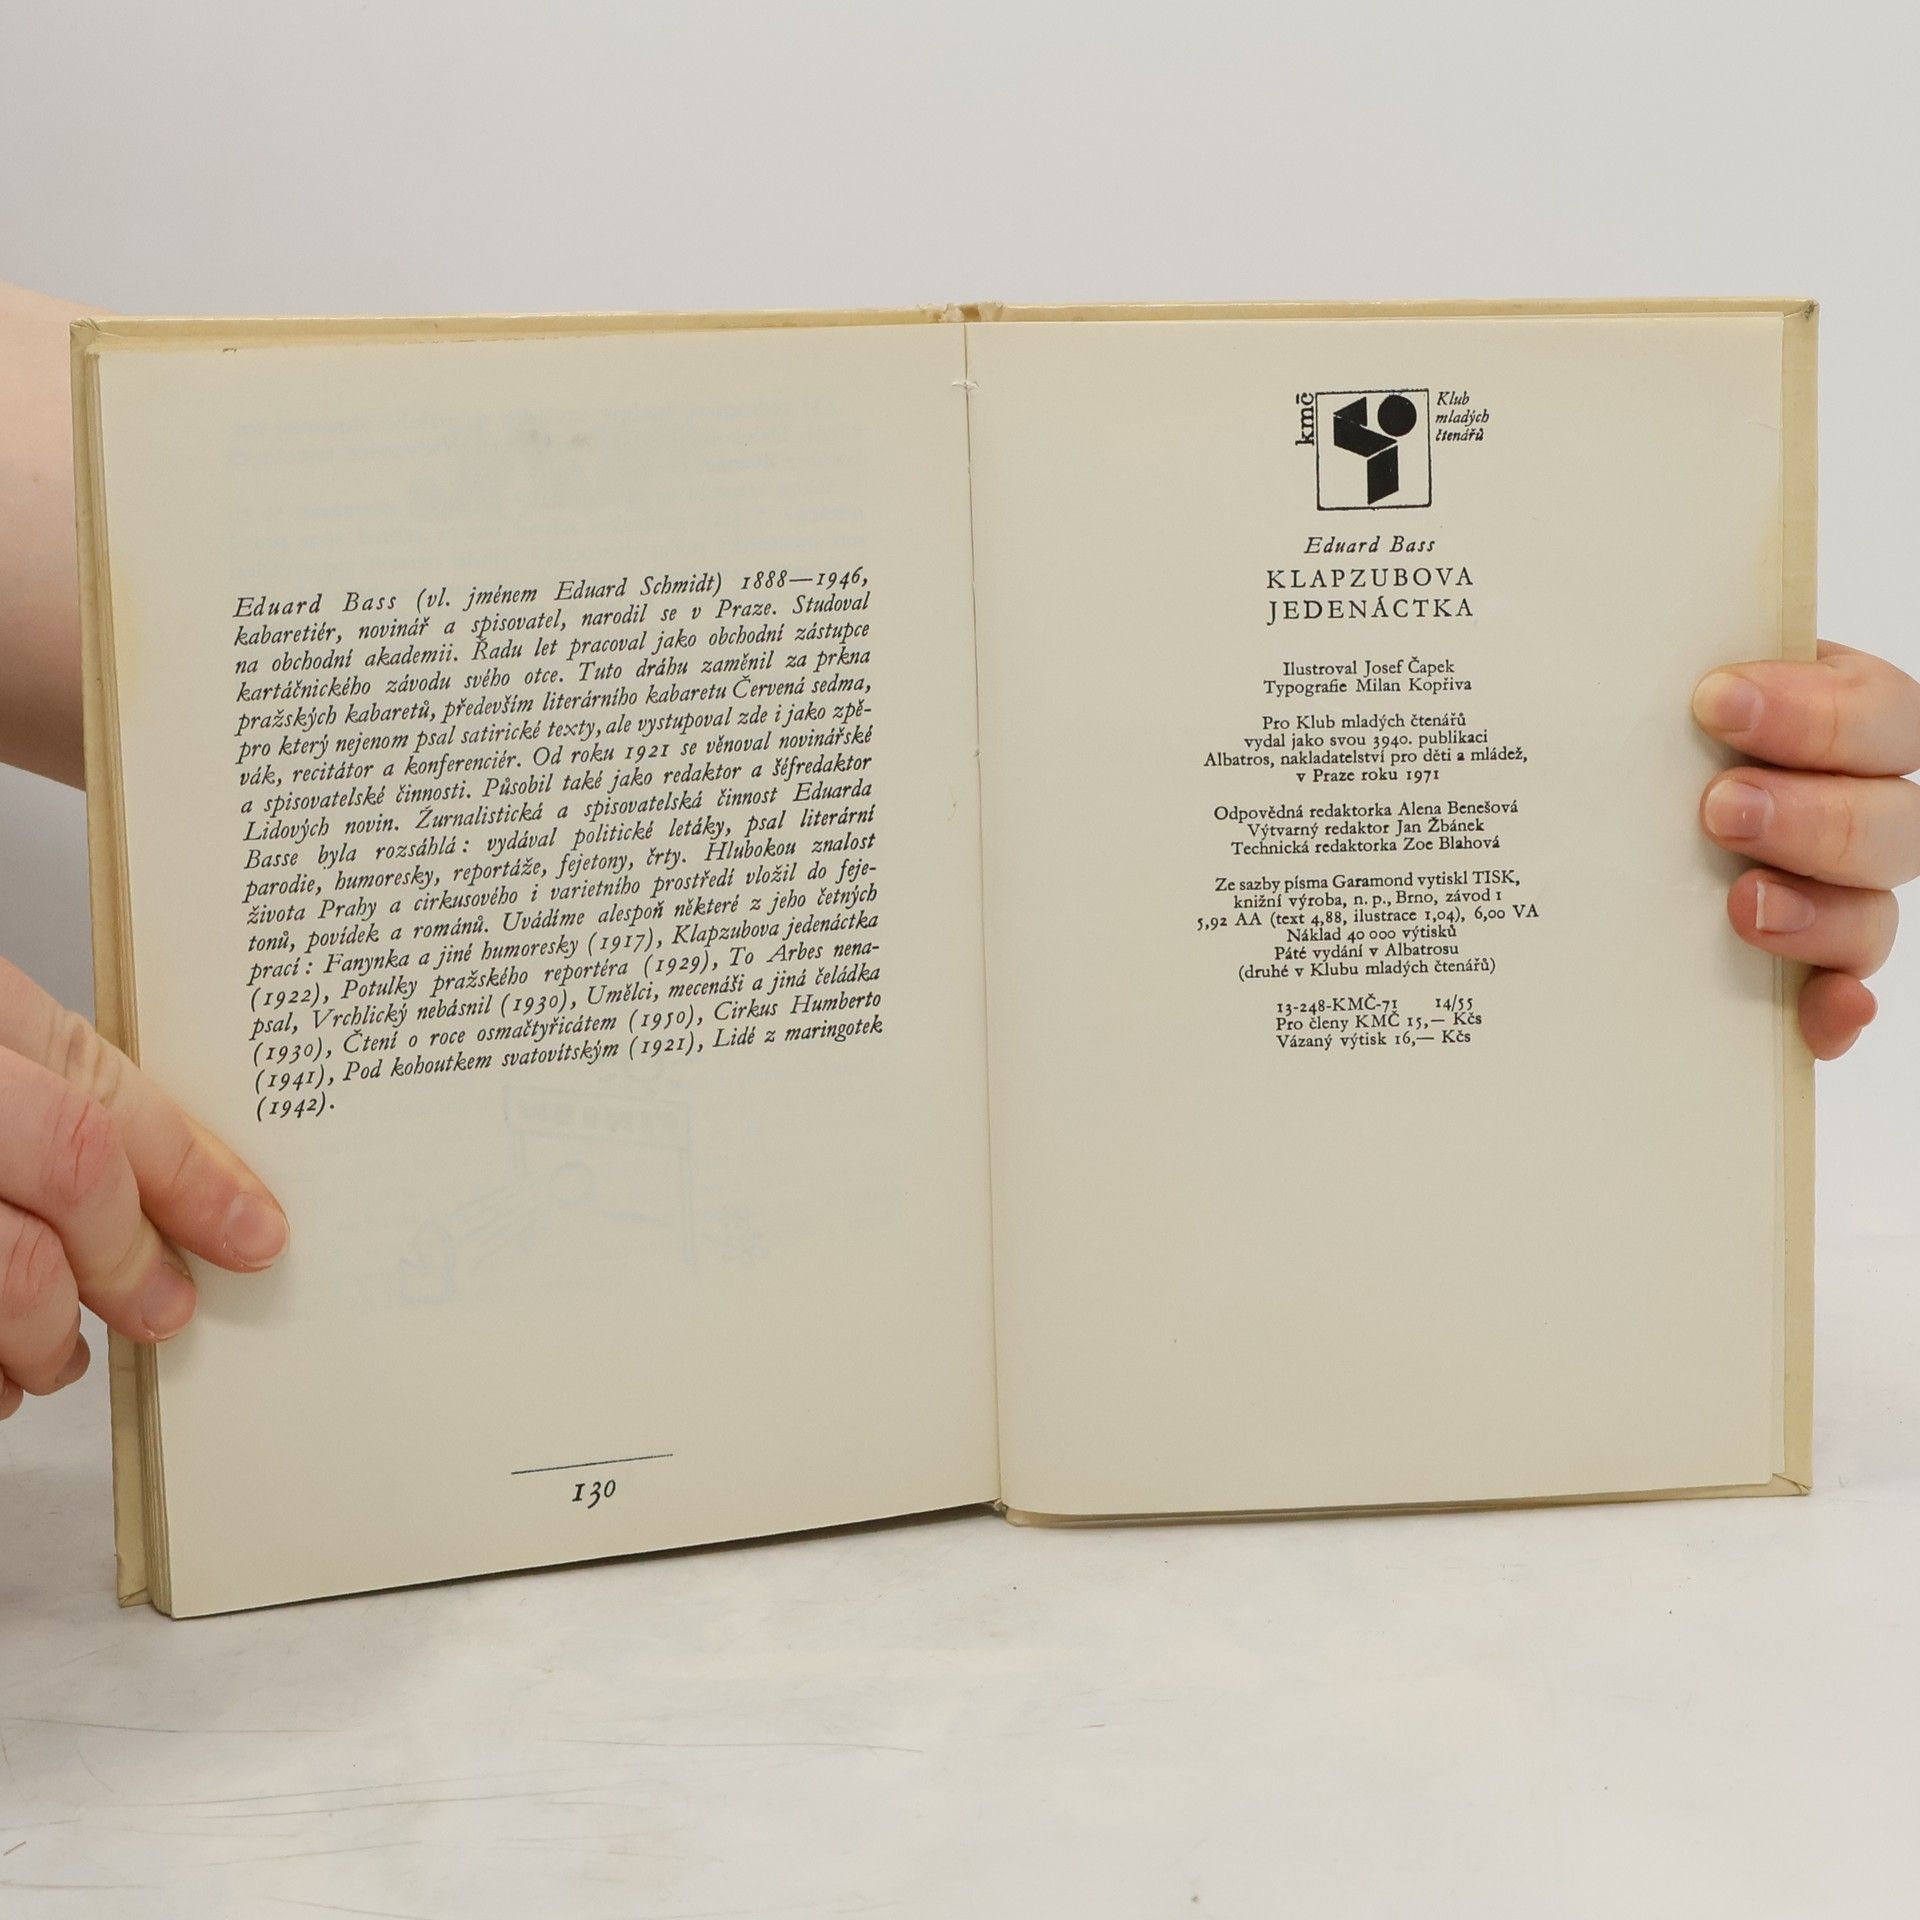 Eduard Bass (vl. jménem Eduard Schmidt) 1888—1946,
kabaretiér, novinář a spisovatel, narodil se v Praze. Studoval
na obchodní akademii. Řadu let pracoval jako obchodní zástupce
kartáčnického závodu svého otce. Tuto dráhu zaměnil za prkna
pražských kabaretů, především literárního kabaretu Červená sedma,
pro který nejenom psal satirické texty, ale vystupoval zde i jako zpě-
vák, recitátor a konferenciér. Od roku 1921 se věnoval novinářské
a spisovatelské činnosti. Působil také jako redaktor a šéfredaktor
Lidových novin. Žurnalistická a spisovatelská činnost Eduarda
Basse byla rozsáhlá: vydával politické letáky, psal literární
parodie, humoresky, reportáže, fejetony, črty. Hlubokou znalost
života Prahy a cirkusového i varietního prostředí vložil do feje-
tonů, povídek a románů. Uvádíme alespoň některé z jeho četných
prací: Fanynka a jiné humoresky (1917), Klapzubova jedenáctka
(1922), Potulky pražského reportéra (1929), To Arbes nena-
psal, Vrchlický nebásnil (1930), Umělci, mecenáši a jiná čeládka
(1930), Čtení o roce osmačtyřicátém (1950), Cirkus Humberto
(1941), Pod kohoutkem svatovítským (1921), Lidé z maringotek
(1942).
130
kmč
Klub
mladých
čtenářů
Eduard Bass
KLAPZUBOVA
JEDENÁCTKA
Ilustroval Josef Čapek
Typografie Milan Kopřiva
Pro Klub mladých čtenářů
vydal jako svou 3940. publikaci
Albatros, nakladatelství pro děti a mládež,
v Praze roku 1971
Odpovědná redaktorka Alena Benešová
Výtvarný redaktor Jan Žbánek
Technická redaktorka Zoe Blahová
Ze sazby písma Garamond vytiskl TISK,
knižní výroba, n. p., Brno, závod 1
5,92 AA (text 4,88, ilustrace 1,04), 6,00 VA
Náklad 40 000 výtisků
Páté vydání v Albatrosu
(druhé v Klubu mladých čtenářů)
13-248-KMČ-71 14/55
Pro členy KMČ 15,— Kčs
Vázaný výtisk 16,— Kčs